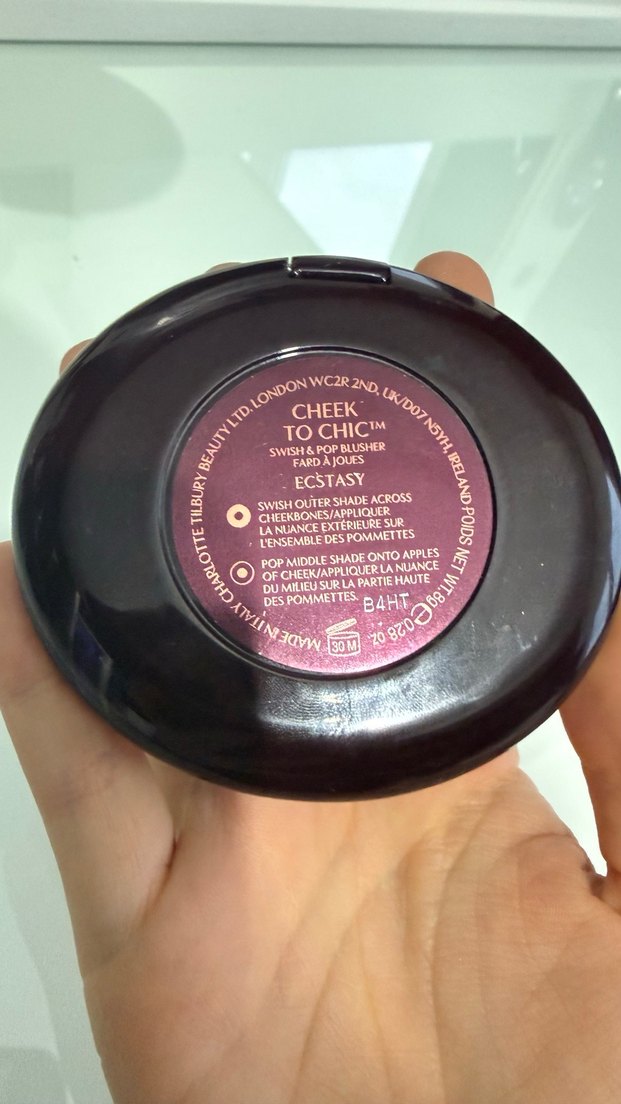 CHARLOTTE TILBURY BEAUTY LTD. LONDON WC2R 2ND, UK/D07 N5YH, IRELAND POIDS NET WT. 8g e 0.28 oz
CHEEK
TO CHIC™
SWISH & POP BLUSHER
FARD À JOUES
ECSTASY
SWISH OUTER SHADE ACROSS
CHEEKBONES/APPLIQUER
LA NUANCE EXTÉRIEURE SUR
L'ENSEMBLE DES POMMETTES
POP MIDDLE SHADE ONTO APPLES
OF CHEEK/APPLIQUER LA NUANCE
DU MILIEU SUR LA PARTIE HAUTE
DES POMMETTES.
B4HT
30 M
MADE IN ITALY